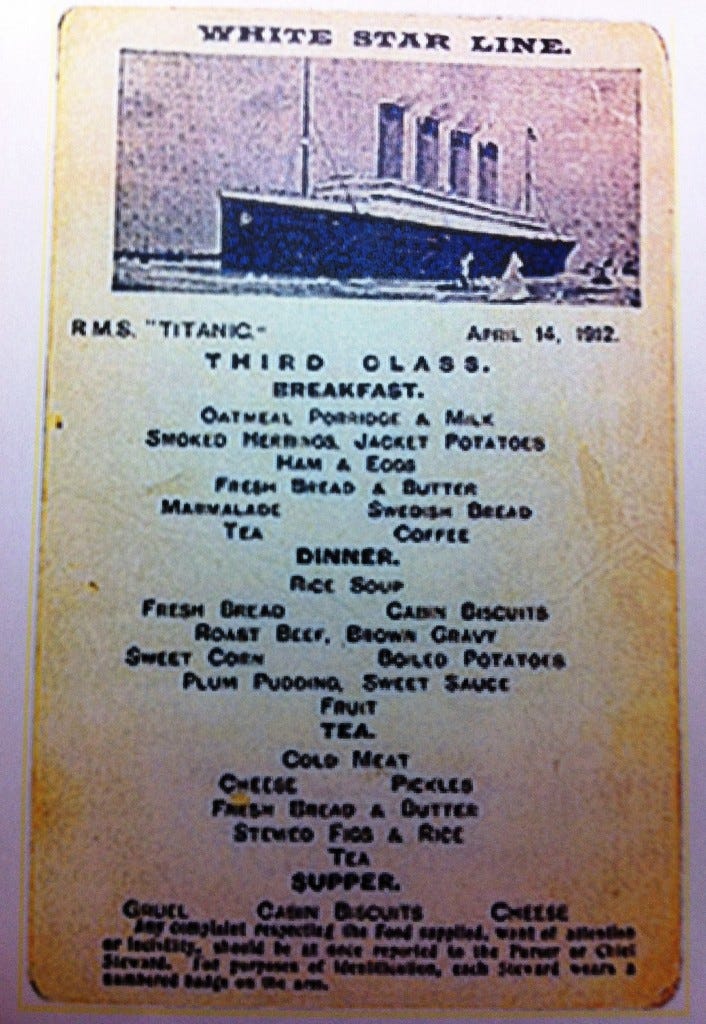 WHITE STAR LINE.
R.M.S. "TITANIC."
APRIL 14, 1912.
THIRD CLASS.
BREAKFAST.
OATMEAL PORRIDGE & MILK
SMOKED HERRINGS, JACKET POTATOES
HAM & EGGS
FRESH BREAD & BUTTER
MARMALADE SWEDISH BREAD
TEA COFFEE
DINNER.
RICE SOUP
FRESH BREAD CABIN BISCUITS
ROAST BEEF, BROWN GRAVY
SWEET CORN BOILED POTATOES
PLUM PUDDING, SWEET SAUCE
FRUIT
TEA.
COLD MEAT
CHEESE PICKLES
FRESH BREAD & BUTTER
STEWED FIGS & RICE
TEA
SUPPER.
GRUEL CABIN BISCUITS CHEESE
Any complaint respecting the Food supplied, want of attention
or incivility, should be at once reported to the Purser or Chief
Steward. For purposes of identification, each Steward wears a
numbered badge on the arm.